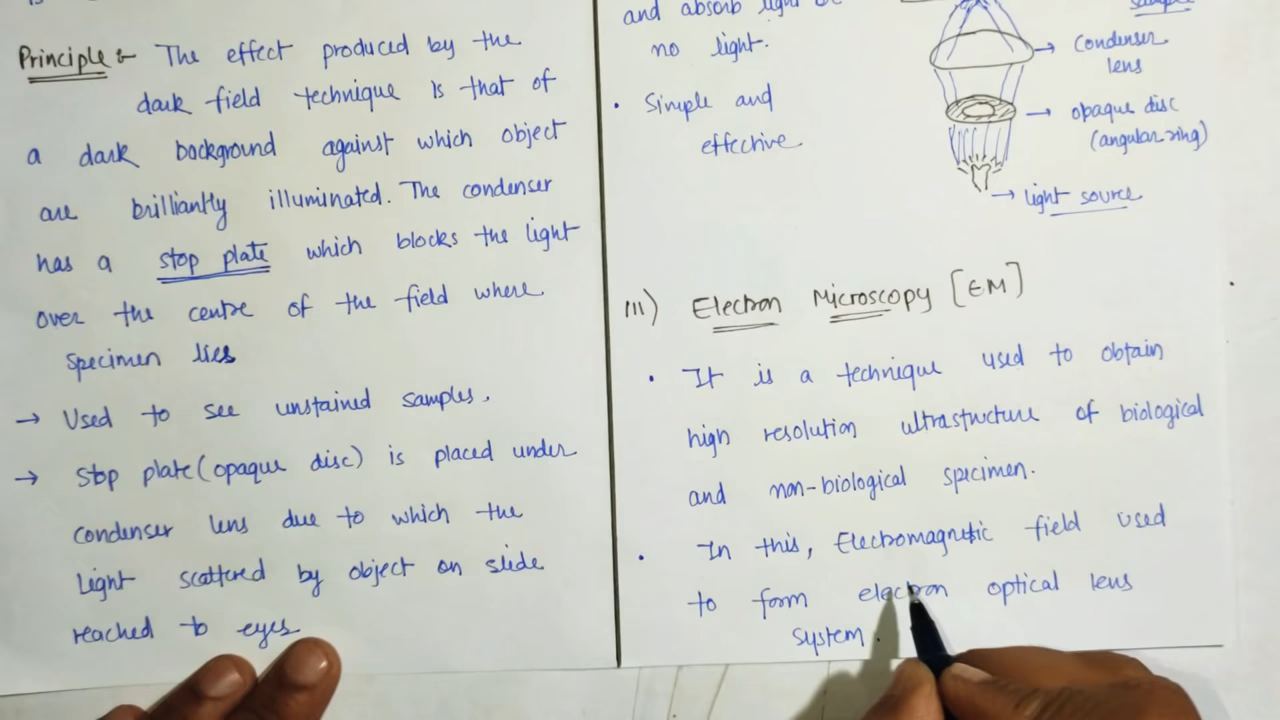 Principle :- The effect produced by the
dark field technique is that of
a dark background against which object
are brilliantly illuminated. The condenser
has a stop plate which blocks the light
over the centre of the field where
specimen lies
→ Used to see unstained samples.
→ Stop plate (opaque disc) is placed under
condenser lens due to which the
light scattered by object on slide
reached to eyes
and absorb light
no light.
• Simple and
effective
sample
→ Condenser
lens
→ opaque disc
(angular ring)
→ light source
III) Electron Microscopy [EM]
• It is a technique used to obtain
high resolution ultrastucture of biological
and non-biological specimen.
• In this, Electromagnetic field used
to form electron optical lens
system.